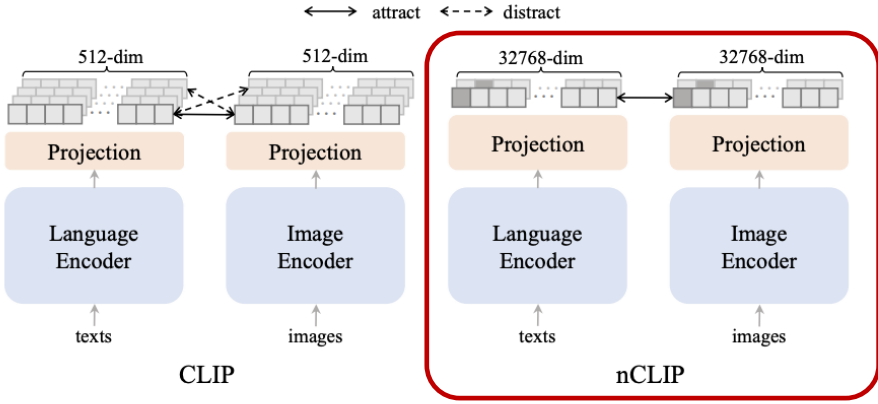 attract distract
512-dim 512-dim 32768-dim 32768-dim
Projection Projection Projection Projection
Language Encoder Image Encoder Language Encoder Image Encoder
texts images texts images
CLIP nCLIP